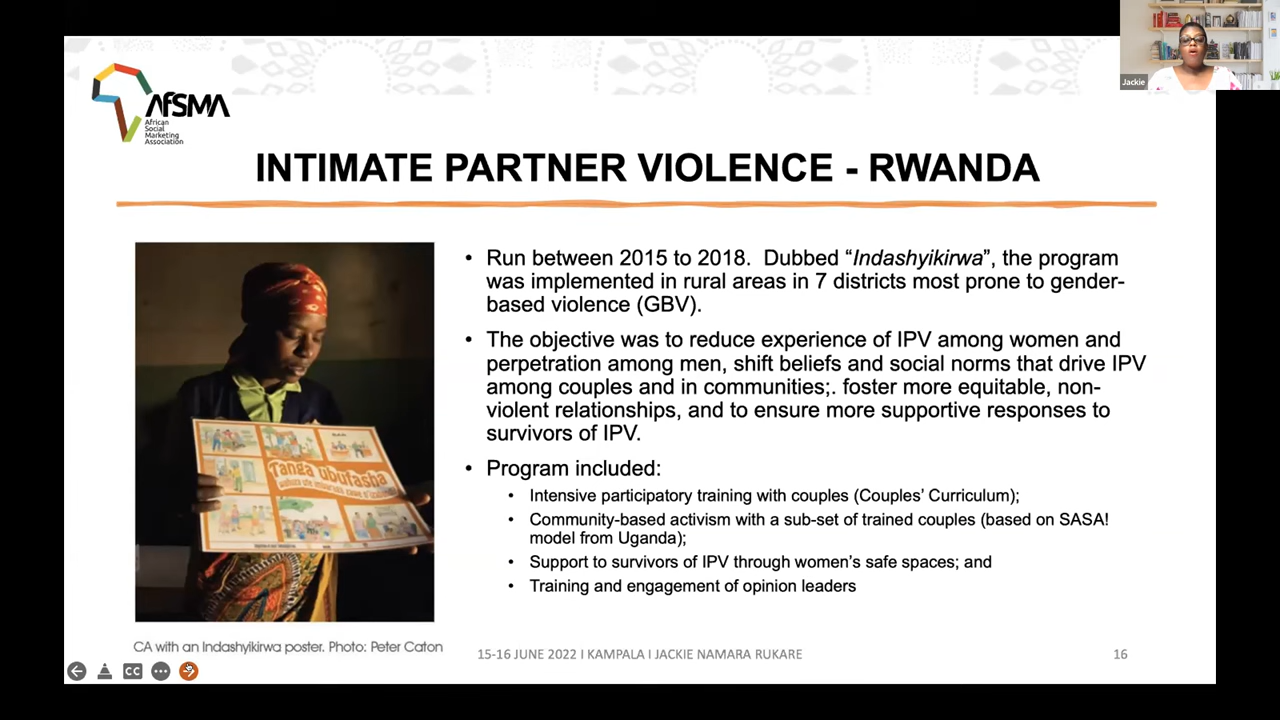 Jackie
AfSMA
African
Social
Marketing
Association
INTIMATE PARTNER VIOLENCE - RWANDA
• Run between 2015 to 2018. Dubbed “Indashyikirwa”, the program
was implemented in rural areas in 7 districts most prone to gender-
based violence (GBV).
• The objective was to reduce experience of IPV among women and
perpetration among men, shift beliefs and social norms that drive IPV
among couples and in communities;. foster more equitable, non-
violent relationships, and to ensure more supportive responses to
survivors of IPV.
• Program included:
• Intensive participatory training with couples (Couples’ Curriculum);
• Community-based activism with a sub-set of trained couples (based on SASA!
model from Uganda);
• Support to survivors of IPV through women’s safe spaces; and
• Training and engagement of opinion leaders
Tanga ubufasha
CA with an Indashyikirwa poster. Photo: Peter Caton
15-16 JUNE 2022 I KAMPALA I JACKIE NAMARA RUKARE
16
CC